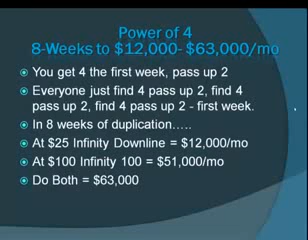 Power of 4
8-Weeks to $12,000- $63,000/mo
You get 4 the first week, pass up 2
Everyone just find 4 pass up 2, find 4
pass up 2, find 4 pass up 2 - first week.
In 8 weeks of duplication.....
At $25 Infinity Downline = $12,000/mo
At $100 Infinity 100 = $51,000/mo
Do Both = $63,000